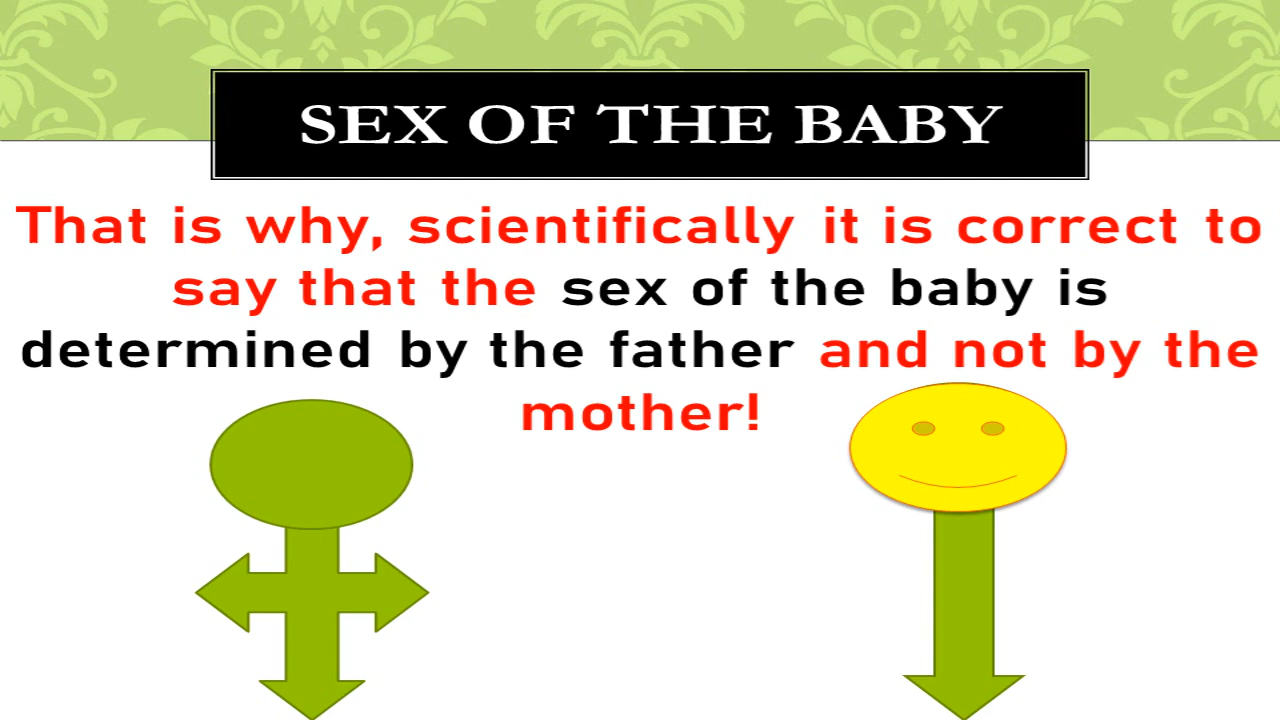 SEX OF THE BABY
That is why, scientifically it is correct to
say that the sex of the baby is
determined by the father and not by the
mother!